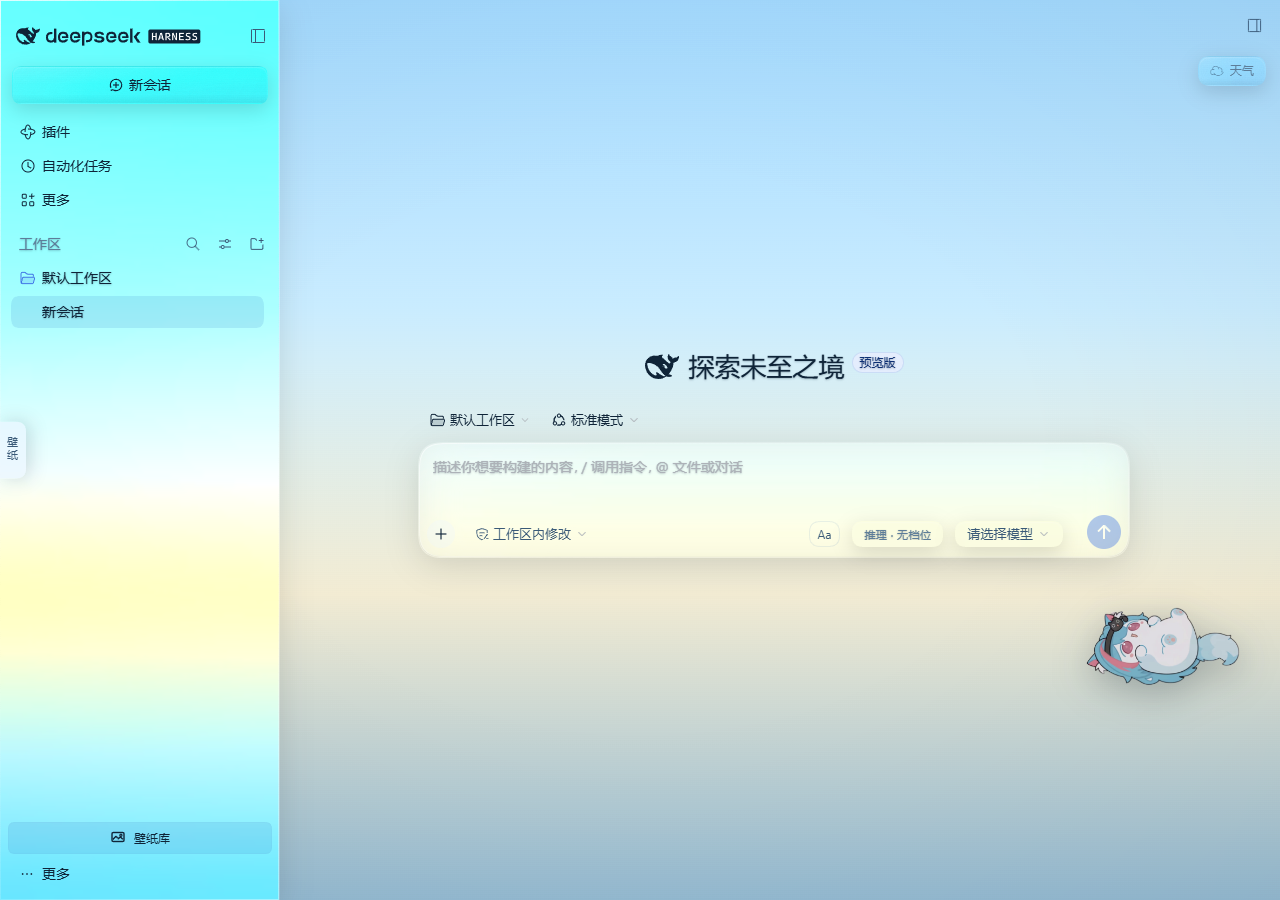 deepseek HARNESS
新会话
天气
插件
自动化任务
更多
工作区
默认工作区
新会话
探索未至之境 预览版
默认工作区 标准模式
壁纸
描述你想要构建的内容, / 调用指令, @ 文件或对话
工作区内修改 Aa 推理 · 无档位 请选择模型
壁纸库
更多